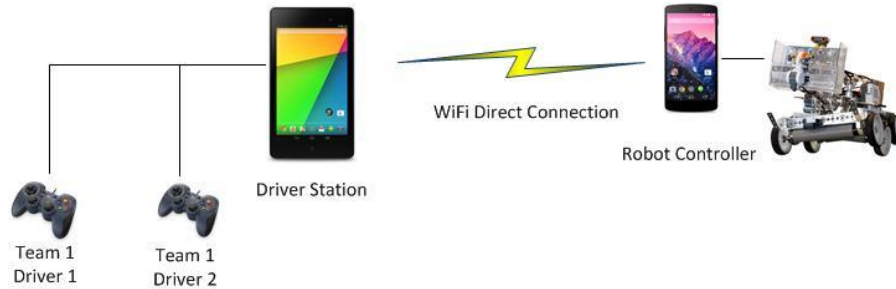 WiFi Direct Connection
Robot Controller
Driver Station
Team 1
Driver 1
Team 1
Driver 2